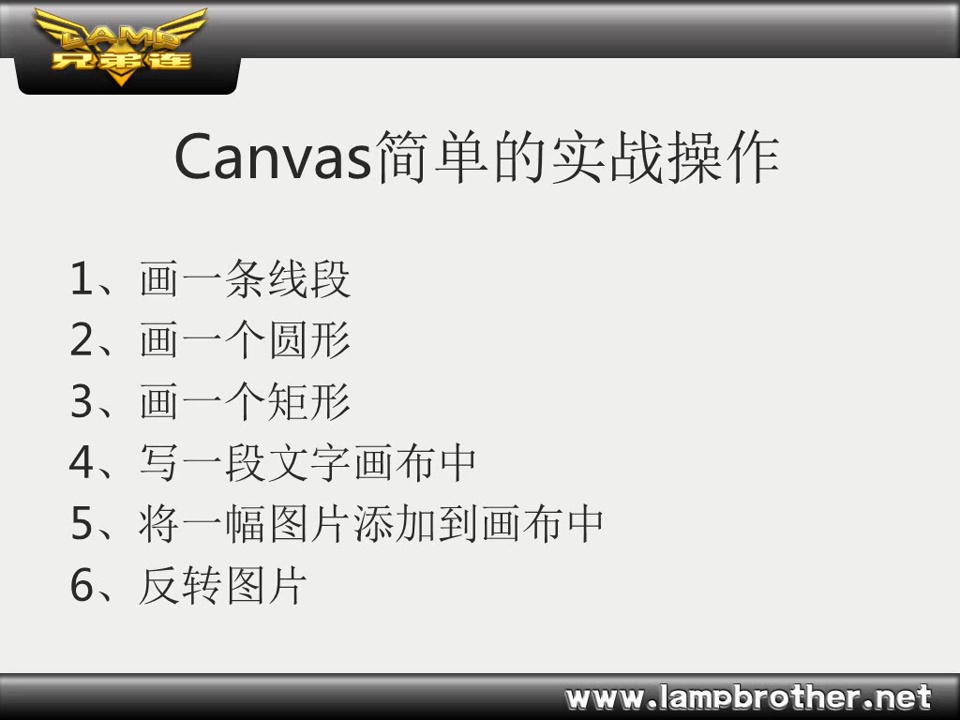 LAMP
兄弟连
Canvas简单的实战操作
1、画一条线段
2、画一个圆形
3、画一个矩形
4、写一段文字画布中
5、将一幅图片添加到画布中
6、反转图片
www.lampbrother.net